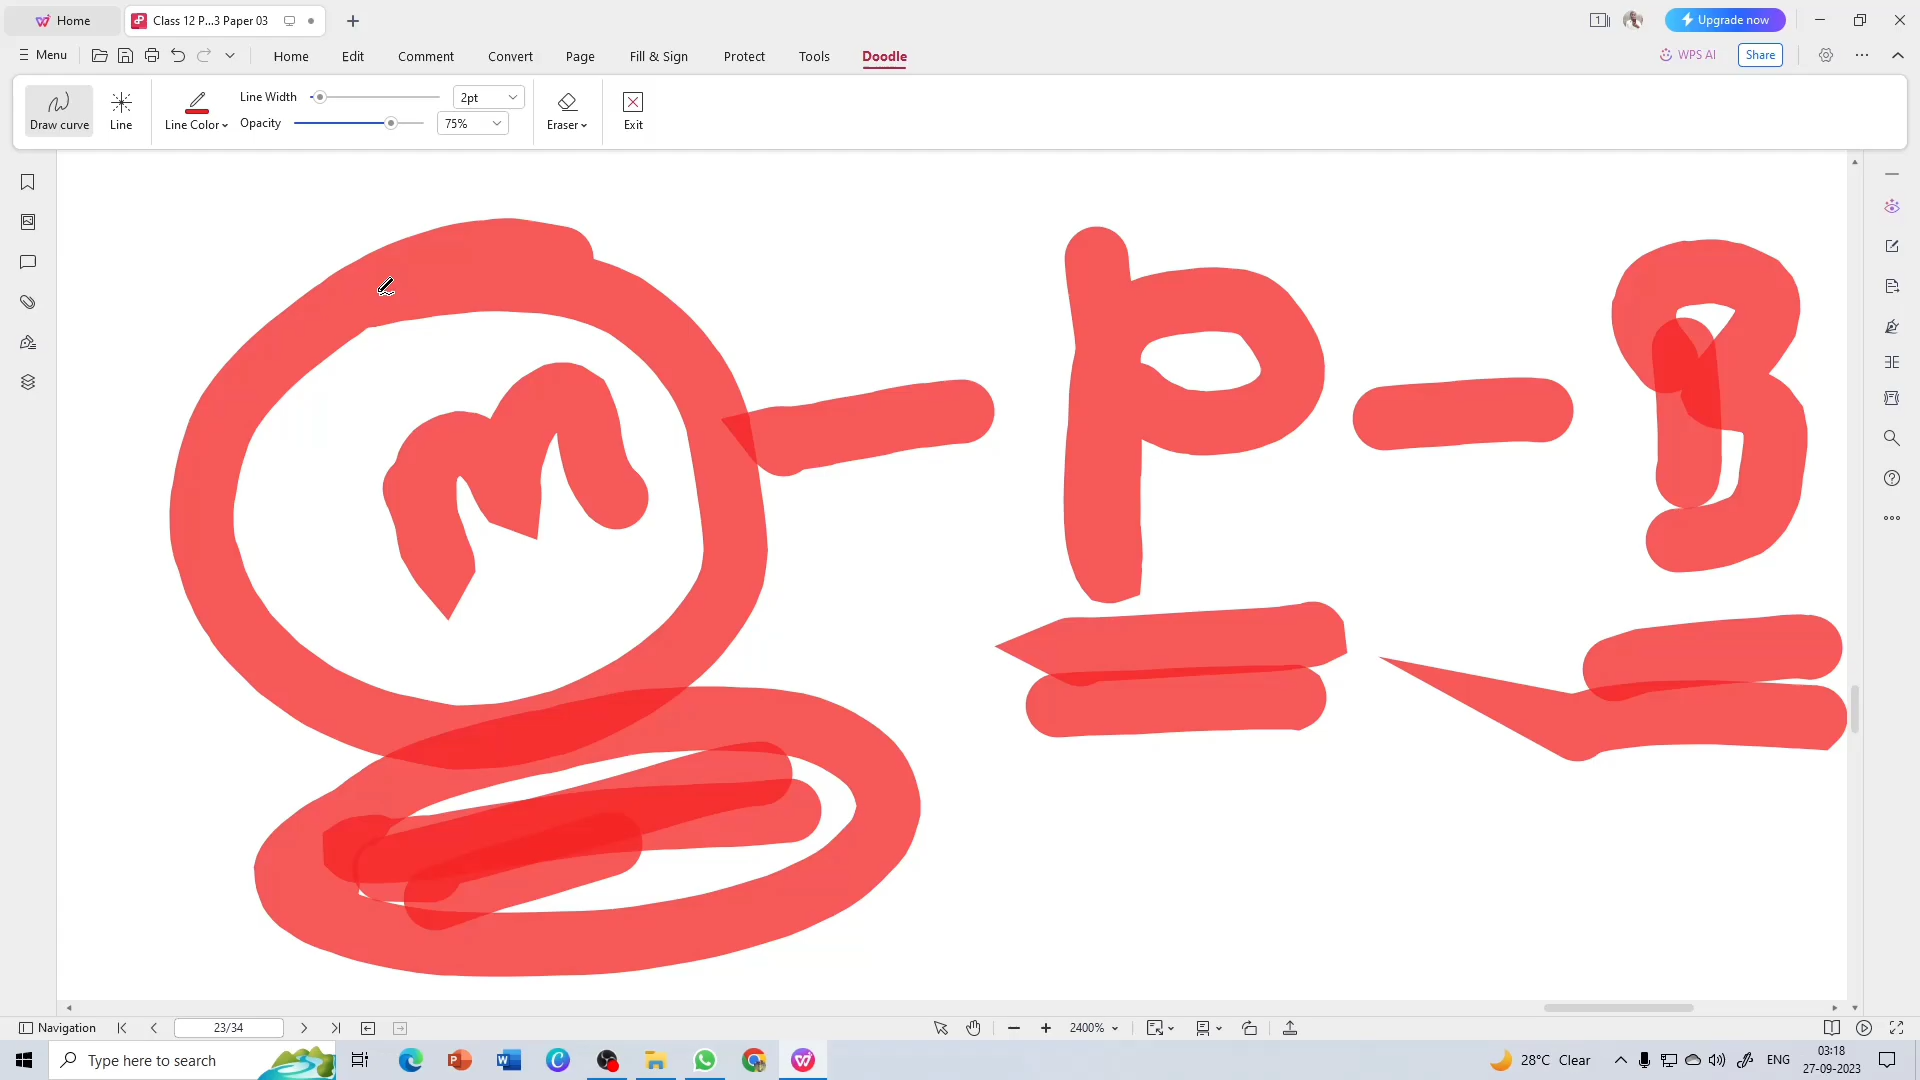 Home
Class 12 P...3 Paper 03
1
Upgrade now
Menu
Home Edit Comment Convert Page Fill & Sign Protect Tools Doodle
WPS AI
Share
Draw curve
Line
Line Color
Line Width
2pt
Opacity
75%
Eraser
Exit
M - P - B
Navigation
23/34
2400%
Type here to search
28°C Clear
ENG
03:18
27-09-2023